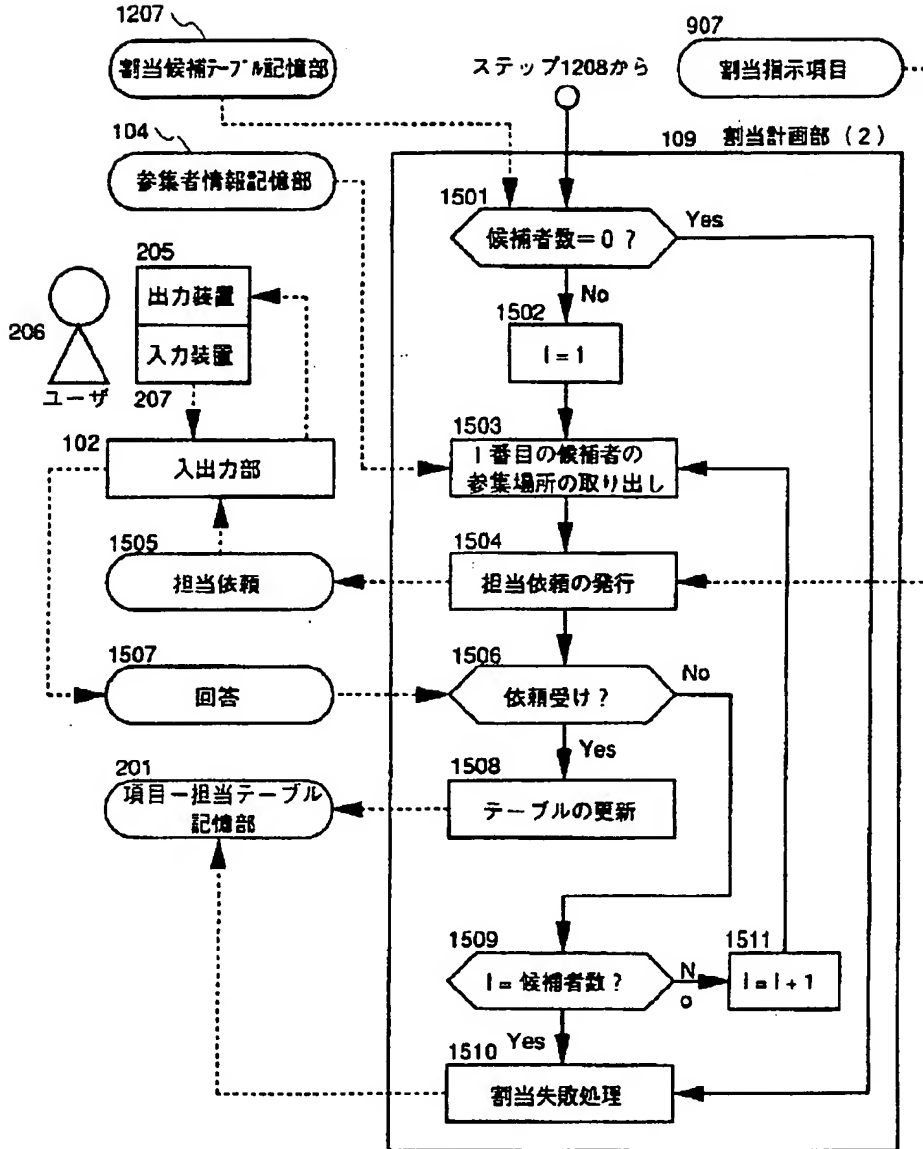 1207
割当候補テーブル記憶部
ステップ1208から
907
割当指示項目
104
参集者情報記憶部
109 割当計画部(2)
1501
候補者数=0?
Yes
No
205
出力装置
入力装置
207
206
ユーザ
1502
I=1
102
入出力部
1503
I番目の候補者の
参集場所の取り出し
1505
担当依頼
1504
担当依頼の発行
1507
回答
1506
依頼受け?
No
Yes
201
項目ー担当テーブル
記憶部
1508
テーブルの更新
1509
I=候補者数?
N
o
1511
I=I+1
Yes
1510
割当失敗処理